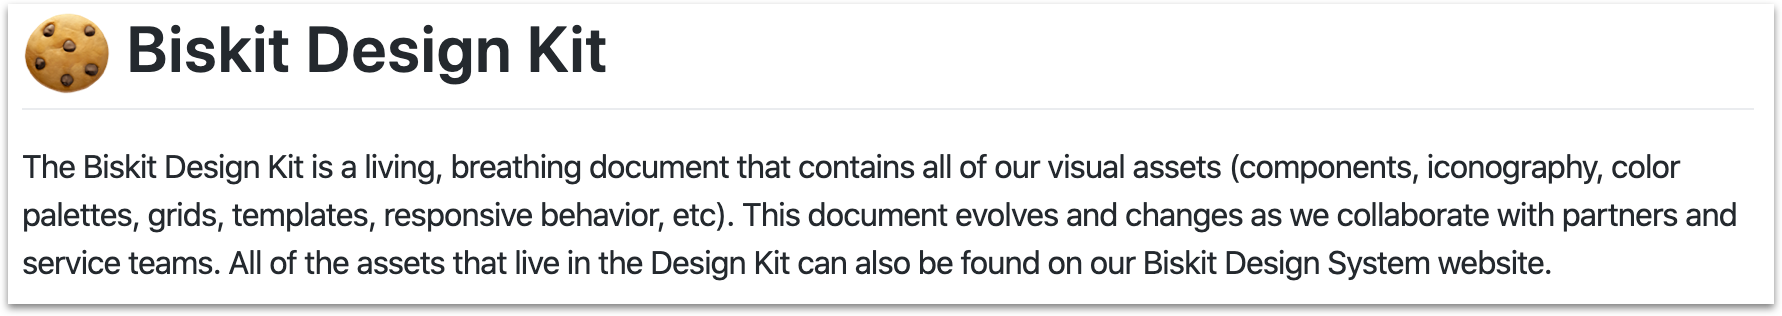 Biskit Design Kit
The Biskit Design Kit is a living, breathing document that contains all of our visual assets (components, iconography, color
palettes, grids, templates, responsive behavior, etc). This document evolves and changes as we collaborate with partners and
service teams. All of the assets that live in the Design Kit can also be found on our Biskit Design System website.